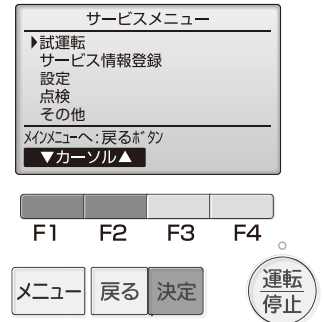 サービスメニュー
▶試運転
サービス情報登録
設定
点検
その他
ﾒｲﾝﾒﾆｭｰへ:戻るﾎﾞﾀﾝ
▼カーソル▲
F1 F2 F3 F4
メニュー 戻る 決定 運転
停止